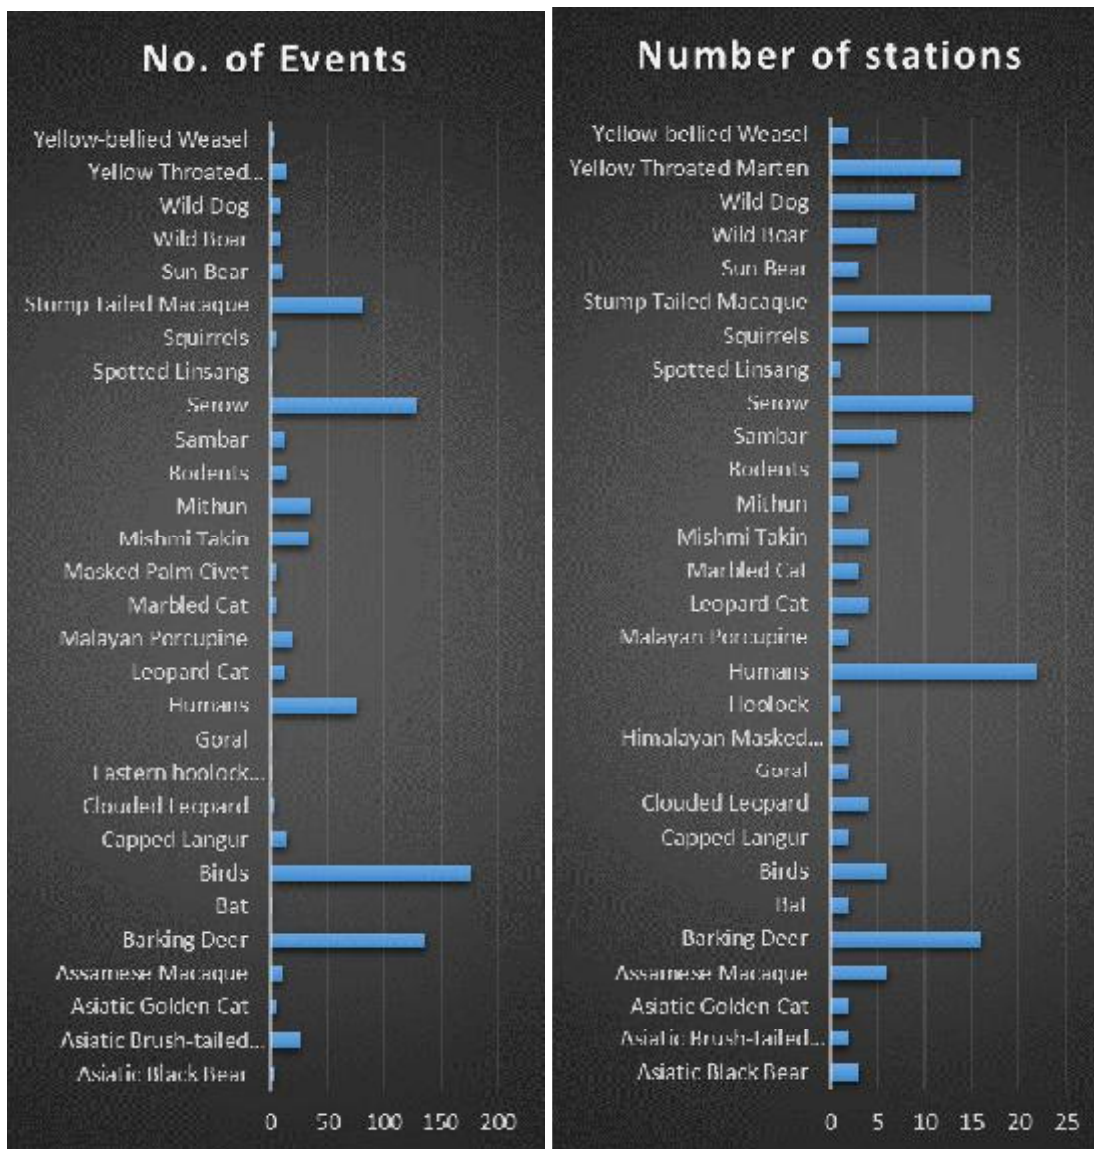 No. of Events
Yellow-bellied Weasel
Yellow Throated...
Wild Dog
Wild Boar
Sun Bear
Stump Tailed Macaque
Squirrels
Spotted Linsang
Serow
Sambar
Rodents
Mithun
Mishmi Takin
Masked Palm Civet
Marbled Cat
Malayan Porcupine
Leopard Cat
Humans
Goral
Eastern hoolock...
Clouded Leopard
Capped Langur
Birds
Bat
Barking Deer
Assamese Macaque
Asiatic Golden Cat
Asiatic Brush-tailed...
Asiatic Black Bear
0 50 100 150 200
Number of stations
Yellow bellied Weasel
Yellow Throated Marten
Wild Dog
Wild Boar
Sun Bear
Stump Tailed Macaque
Squirrels
Spotted Linsang
Serow
Sambar
Rodents
Mithun
Mishmi Takin
Marbled Cat
Leopard Cat
Malayan Porcupine
Humans
Hoolock
Himalayan Masked...
Goral
Clouded Leopard
Capped Langur
Birds
Bat
Barking Deer
Assamese Macaque
Asiatic Golden Cat
Asiatic Brush-tailed...
Asiatic Black Bear
0 5 10 15 20 25